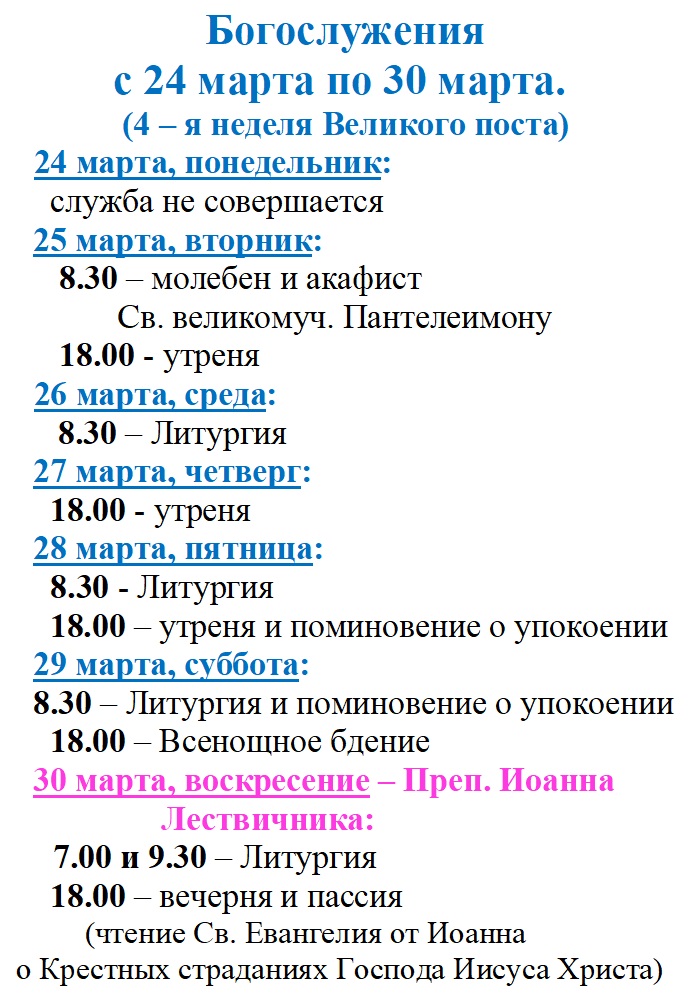 Богослужения
с 24 марта по 30 марта.
(4 – я неделя Великого поста)
24 марта, понедельник:
служба не совершается
25 марта, вторник:
8.30 – молебен и акафист
Св. великомуч. Пантелеимону
18.00 - утреня
26 марта, среда:
8.30 – Литургия
27 марта, четверг:
18.00 - утреня
28 марта, пятница:
8.30 - Литургия
18.00 – утреня и поминовение о упокоении
29 марта, суббота:
8.30 – Литургия и поминовение о упокоении
18.00 – Всенощное бдение
30 марта, воскресение – Преп. Иоанна
Лествичника:
7.00 и 9.30 – Литургия
18.00 – вечерня и пассия
(чтение Св. Евангелия от Иоанна
о Крестных страданиях Господа Иисуса Христа)